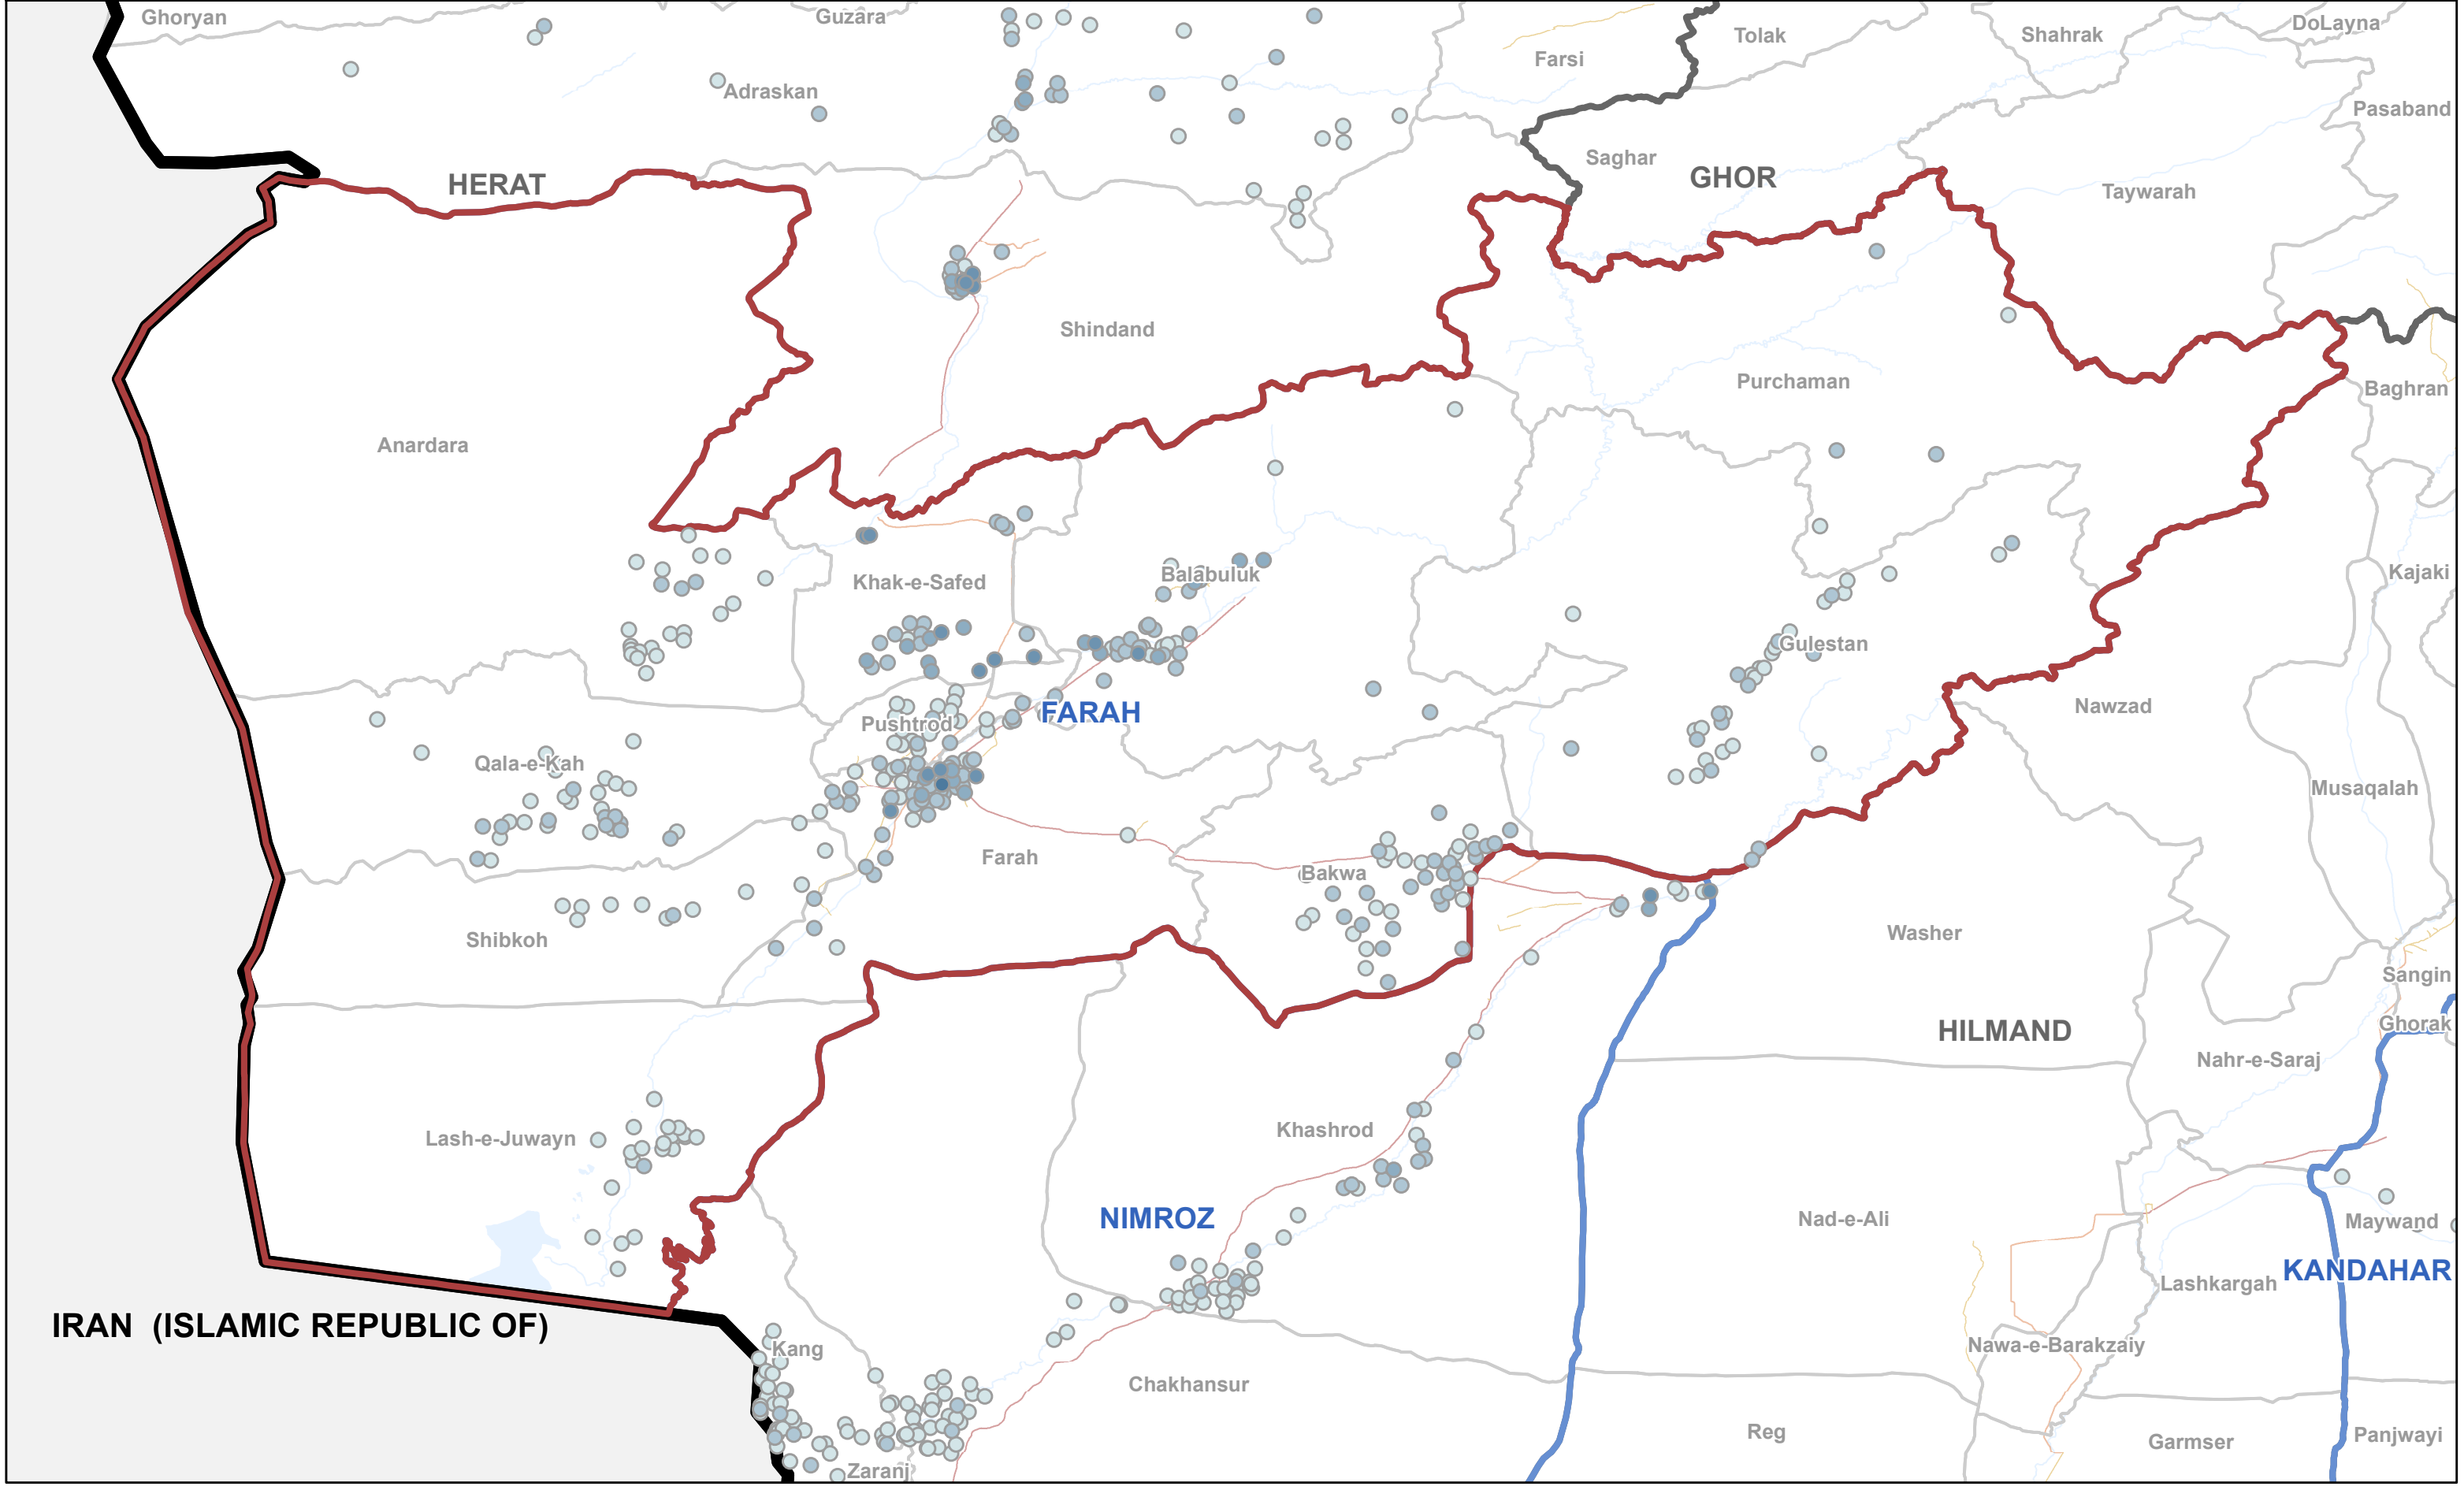 Ghoryan
Guzara
DoLayna
Tolak
Shahrak
Farsi
Adraskan
Pasaband
Saghar
GHOR
HERAT
Taywarah
Shindand
Purchaman
Baghran
Anardara
Kajaki
Balabuluk
Khak-e-Safed
Gulestan
Nawzad
FARAH
Pushtrod
Qala-e-Kah
Musaqalah
Farah
Bakwa
Washer
Shibkoh
Sangin
Ghorak
HILMAND
Nahr-e-Saraj
Khashrod
Lash-e-Juwayn
NIMROZ
Nad-e-Ali
Maywand
KANDAHAR
Lashkargah
IRAN (ISLAMIC REPUBLIC OF)
Nawa-e-Barakzaiy
Kang
Chakhansur
Reg
Panjwayi
Garmser
Zaranj